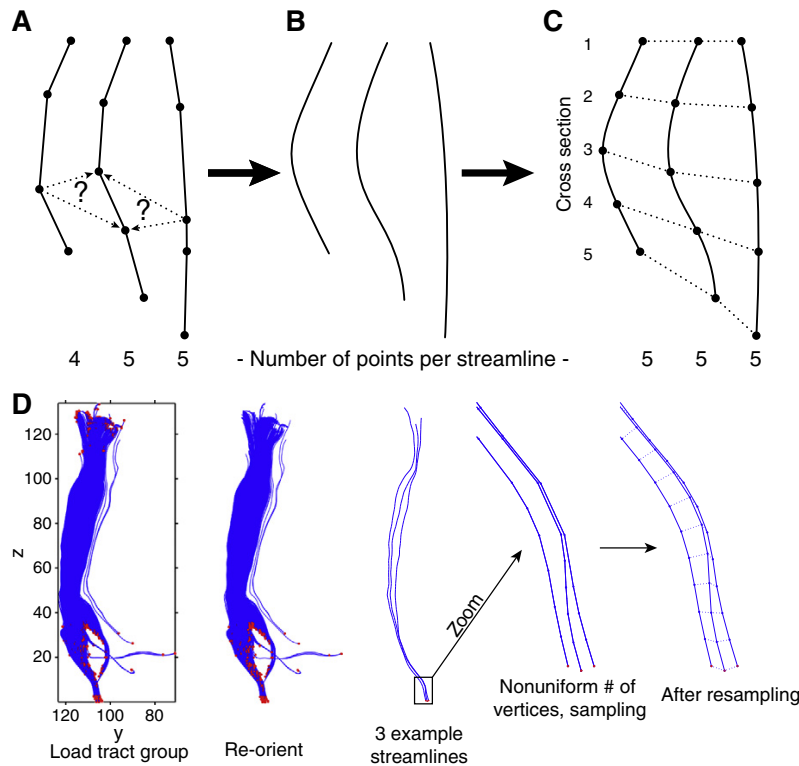 A
B
C
Cross section
1
2
3
4
5
?
?
4 5 5
- Number of points per streamline -
5 5 5
D
z
120
100
80
60
40
20
120 100 80
y
Load tract group
Re-orient
3 example
streamlines
Zoom
Nonuniform # of
vertices, sampling
After resampling